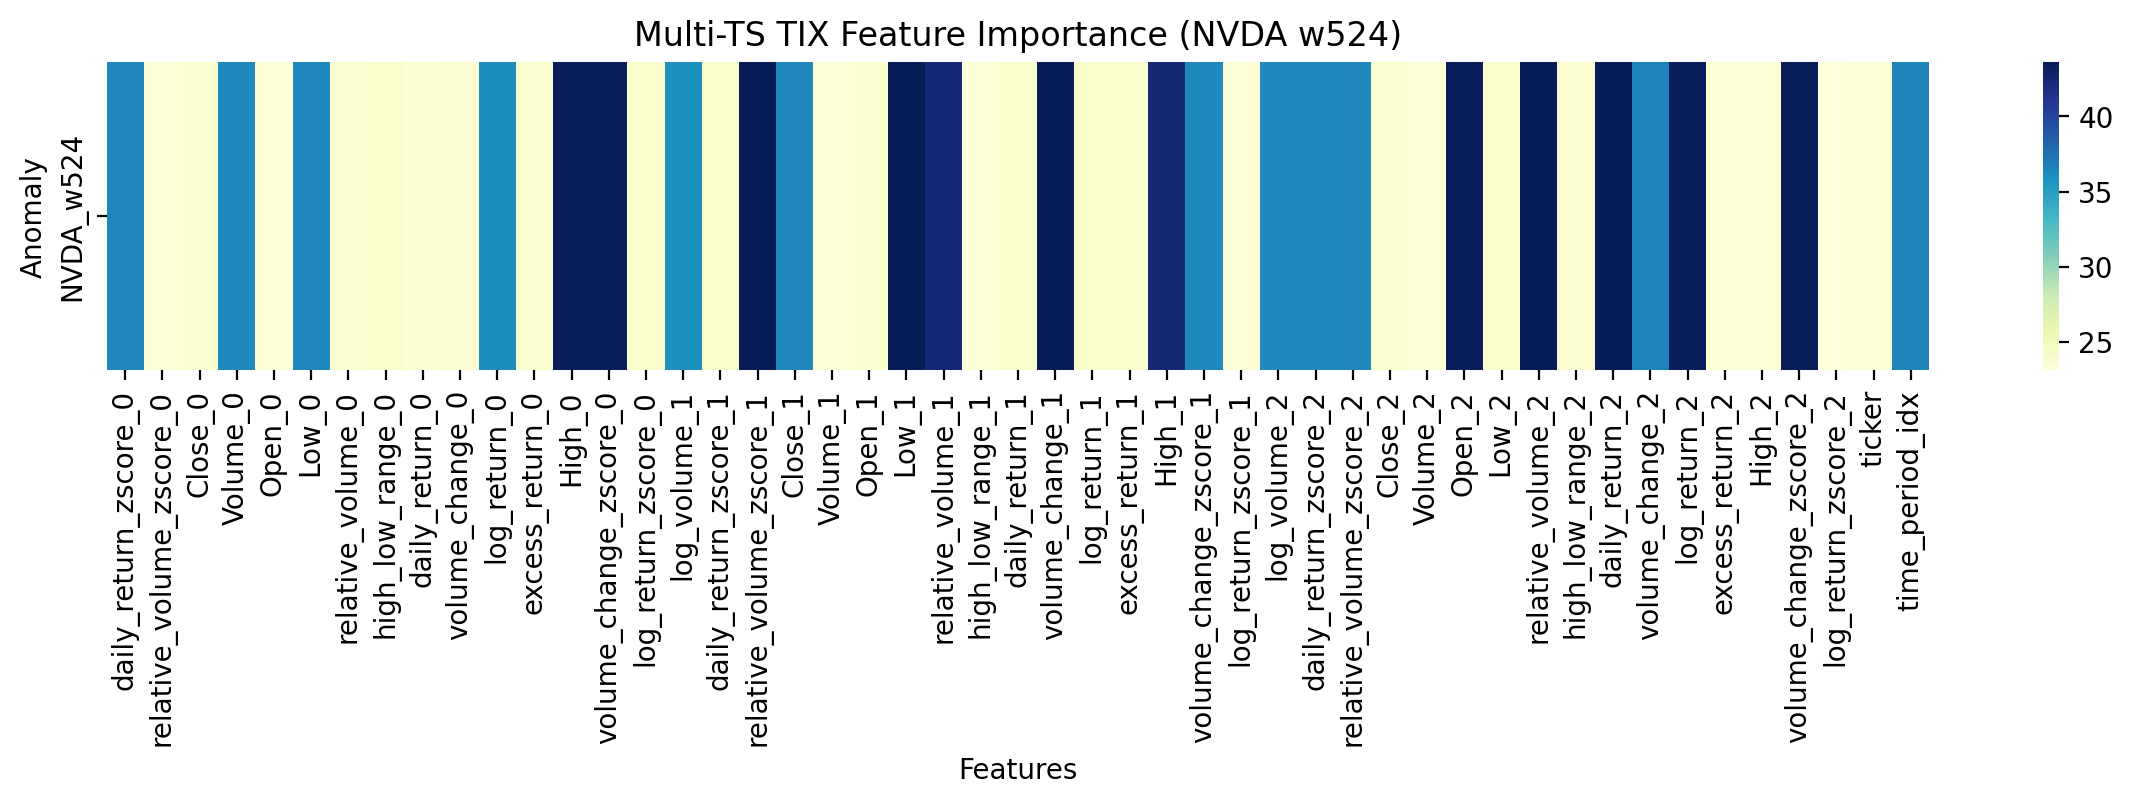 Multi-TS TIX Feature Importance (NVDA w524)
Anomaly
NVDA_w524
40
35
30
25
daily_return_zscore_0
relative_volume_zscore_0
Close_0
Volume_0
Open_0
Low_0
relative_volume_0
high_low_range_0
daily_return_0
volume_change_0
log_return_0
excess_return_0
High_0
volume_change_zscore_0
log_return_zscore_0
log_volume_1
daily_return_zscore_1
relative_volume_zscore_1
Close_1
Volume_1
Open_1
Low_1
relative_volume_1
high_low_range_1
daily_return_1
volume_change_1
log_return_1
excess_return_1
High_1
volume_change_zscore_1
log_return_zscore_1
log_volume_2
daily_return_zscore_2
relative_volume_zscore_2
Close_2
Volume_2
Open_2
Low_2
relative_volume_2
high_low_range_2
daily_return_2
volume_change_2
log_return_2
excess_return_2
High_2
volume_change_zscore_2
log_return_zscore_2
ticker
time_period_idx
Features